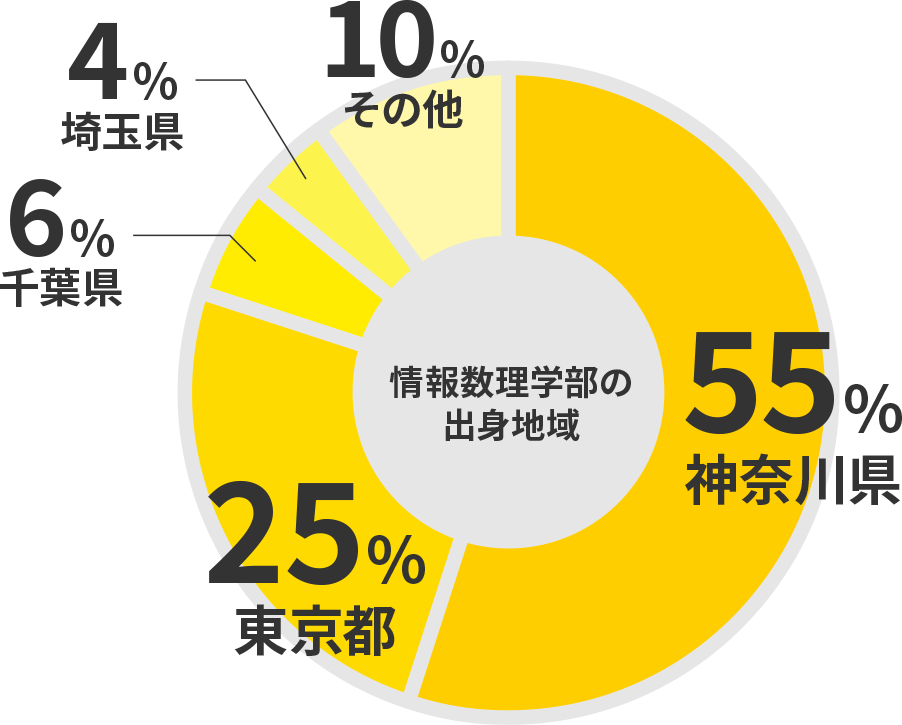 10%
その他
4%
埼玉県
6%
千葉県
情報数理学部の
出身地域
55%
神奈川県
25%
東京都